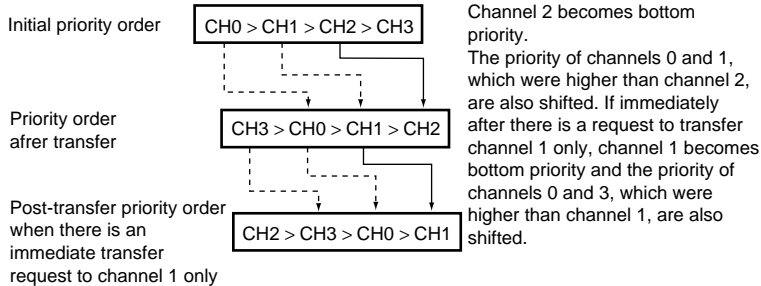 Initial priority order
CH0 > CH1 > CH2 > CH3
Priority order
afrer transfer
CH3 > CH0 > CH1 > CH2
Post-transfer priority order
when there is an
immediate transfer
request to channel 1 only
CH2 > CH3 > CH0 > CH1
Channel 2 becomes bottom
priority.
The priority of channels 0 and 1,
which were higher than channel 2,
are also shifted. If immediately
after there is a request to transfer
channel 1 only, channel 1 becomes
bottom priority and the priority of
channels 0 and 3, which were
higher than channel 1, are also
shifted.